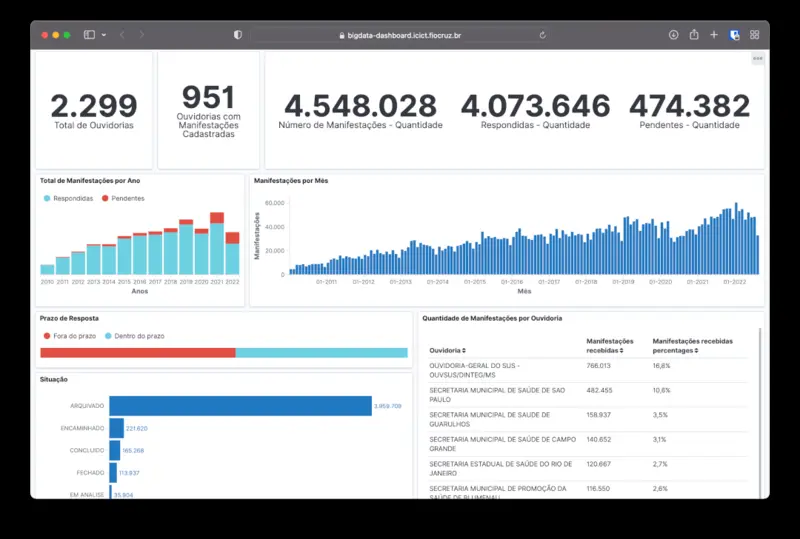 bigdata-dashboard.icict.fiocruz.br
2.299
Total de Ouvidorias
951
Ouvidorias com
Manifestações
Cadastradas
4.548.028
Número de Manifestações - Quantidade
4.073.646
Respondidas - Quantidade
474.382
Pendentes - Quantidade
Total de Manifestações por Ano
Respondidas
Pendentes
2010 2011 2012 2013 2014 2015 2016 2017 2018 2019 2020 2021 2022
Anos
Manifestações por Mês
Manifestações
60.000
40.000
20.000
0
01-2011 01-2012 01-2013 01-2014 01-2015 01-2016 01-2017 01-2018 01-2019 01-2020 01-2021 01-2022
Mês
Prazo de Resposta
Fora do prazo
Dentro do prazo
Situação
ARQUIVADO
3.959.709
ENCAMINHADO
221.620
CONCLUIDO
165.268
FECHADO
113.837
EM ANALISE
35.904
Quantidade de Manifestações por Ouvidoria
Ouvidoria
Manifestações
recebidas
Manifestações recebidas
percentages
OUVIDORIA-GERAL DO SUS -
OUVSUS/DINTEG/MS
766.013
16,8%
SECRETARIA MUNICIPAL DE SAÚDE DE SAO
PAULO
482.455
10,6%
SECRETARIA MUNICIPAL DE SAUDE DE
GUARULHOS
158.937
3,5%
SECRETARIA MUNICIPAL DE SAÚDE DE CAMPO
GRANDE
140.652
3,1%
SECRETARIA ESTADUAL DE SAÚDE DO RIO DE
JANEIRO
120.667
2,7%
SECRETARIA MUNICIPAL DE PROMOÇÃO DA
SAÚDE DE BLUMENAU
116.550
2,6%